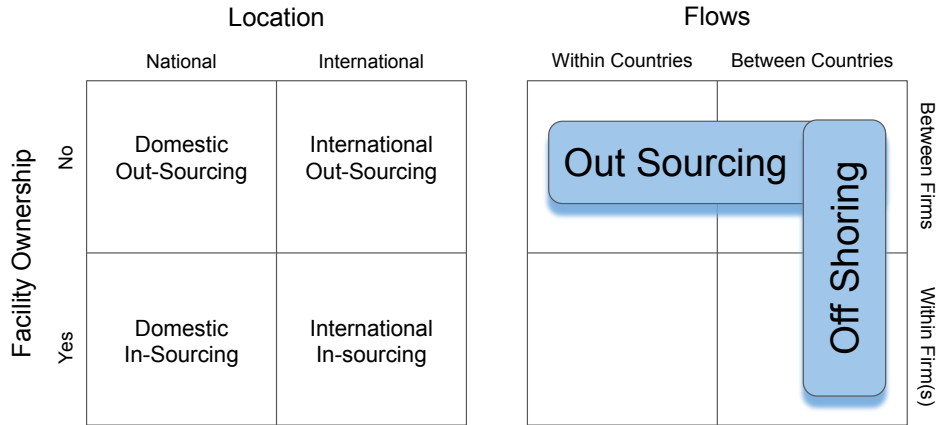 Location
Flows
National
International
Within Countries
Between Countries
Facility Ownership
No
Domestic
Out-Sourcing
International
Out-Sourcing
Out Sourcing
Off Shoring
Between Firms
Yes
Domestic
In-Sourcing
International
In-sourcing
Within Firm(s)